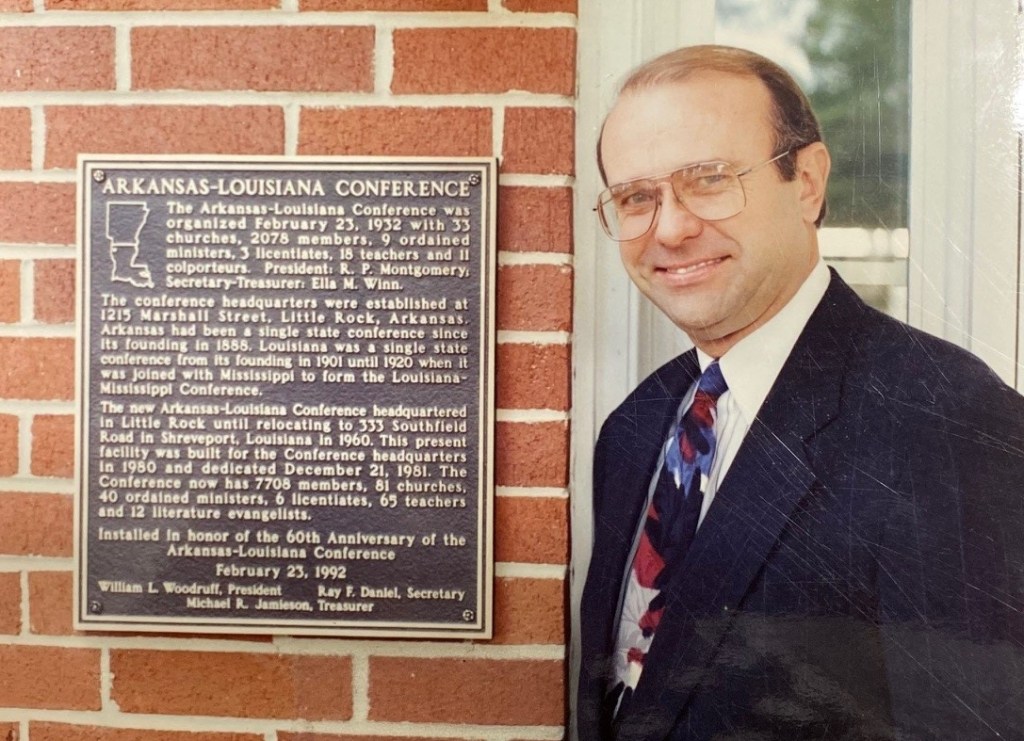 ARKANSAS-LOUISIANA CONFERENCE
The Arkansas-Louisiana Conference was
organized February 23, 1932 with 33
churches, 2078 members, 9 ordained
ministers, 3 licentiates, 18 teachers and 11
colporteurs. President: R. P. Montgomery;
Secretary-Treasurer: Ella M. Winn.
The conference headquarters were established at
1215 Marshall Street, Little Rock, Arkansas.
Arkansas had been a single state conference since
its founding in 1888. Louisiana was a single state
conference from its founding in 1901 until 1920 when it
was joined with Mississippi to form the Louisiana-
Mississippi Conference.
The new Arkansas-Louisiana Conference headquartered
in Little Rock until relocating to 333 Southfield
Road in Shreveport, Louisiana in 1960. This present
facility was built for the Conference headquarters
in 1980 and dedicated December 21, 1981. The
Conference now has 7708 members, 81 churches,
40 ordained ministers, 6 licentiates, 65 teachers
and 12 literature evangelists.
Installed in honor of the 60th Anniversary of the
Arkansas-Louisiana Conference
February 23, 1992
William L. Woodruff, President Ray F. Daniel, Secretary
Michael R. Jamieson, Treasurer